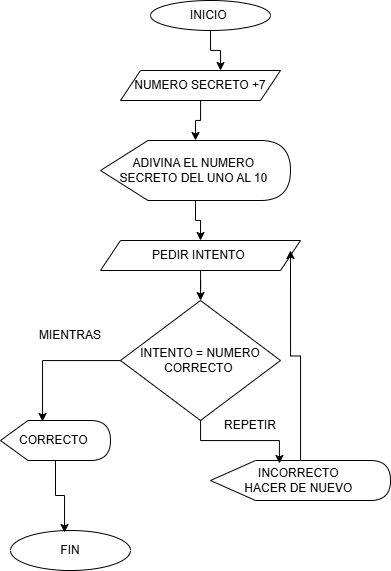 INICIO
NUMERO SECRETO +7
ADIVINA EL NUMERO
SECRETO DEL UNO AL 10
PEDIR INTENTO
MIENTRAS
INTENTO = NUMERO
CORRECTO
REPETIR
CORRECTO
INCORRECTO
HACER DE NUEVO
FIN